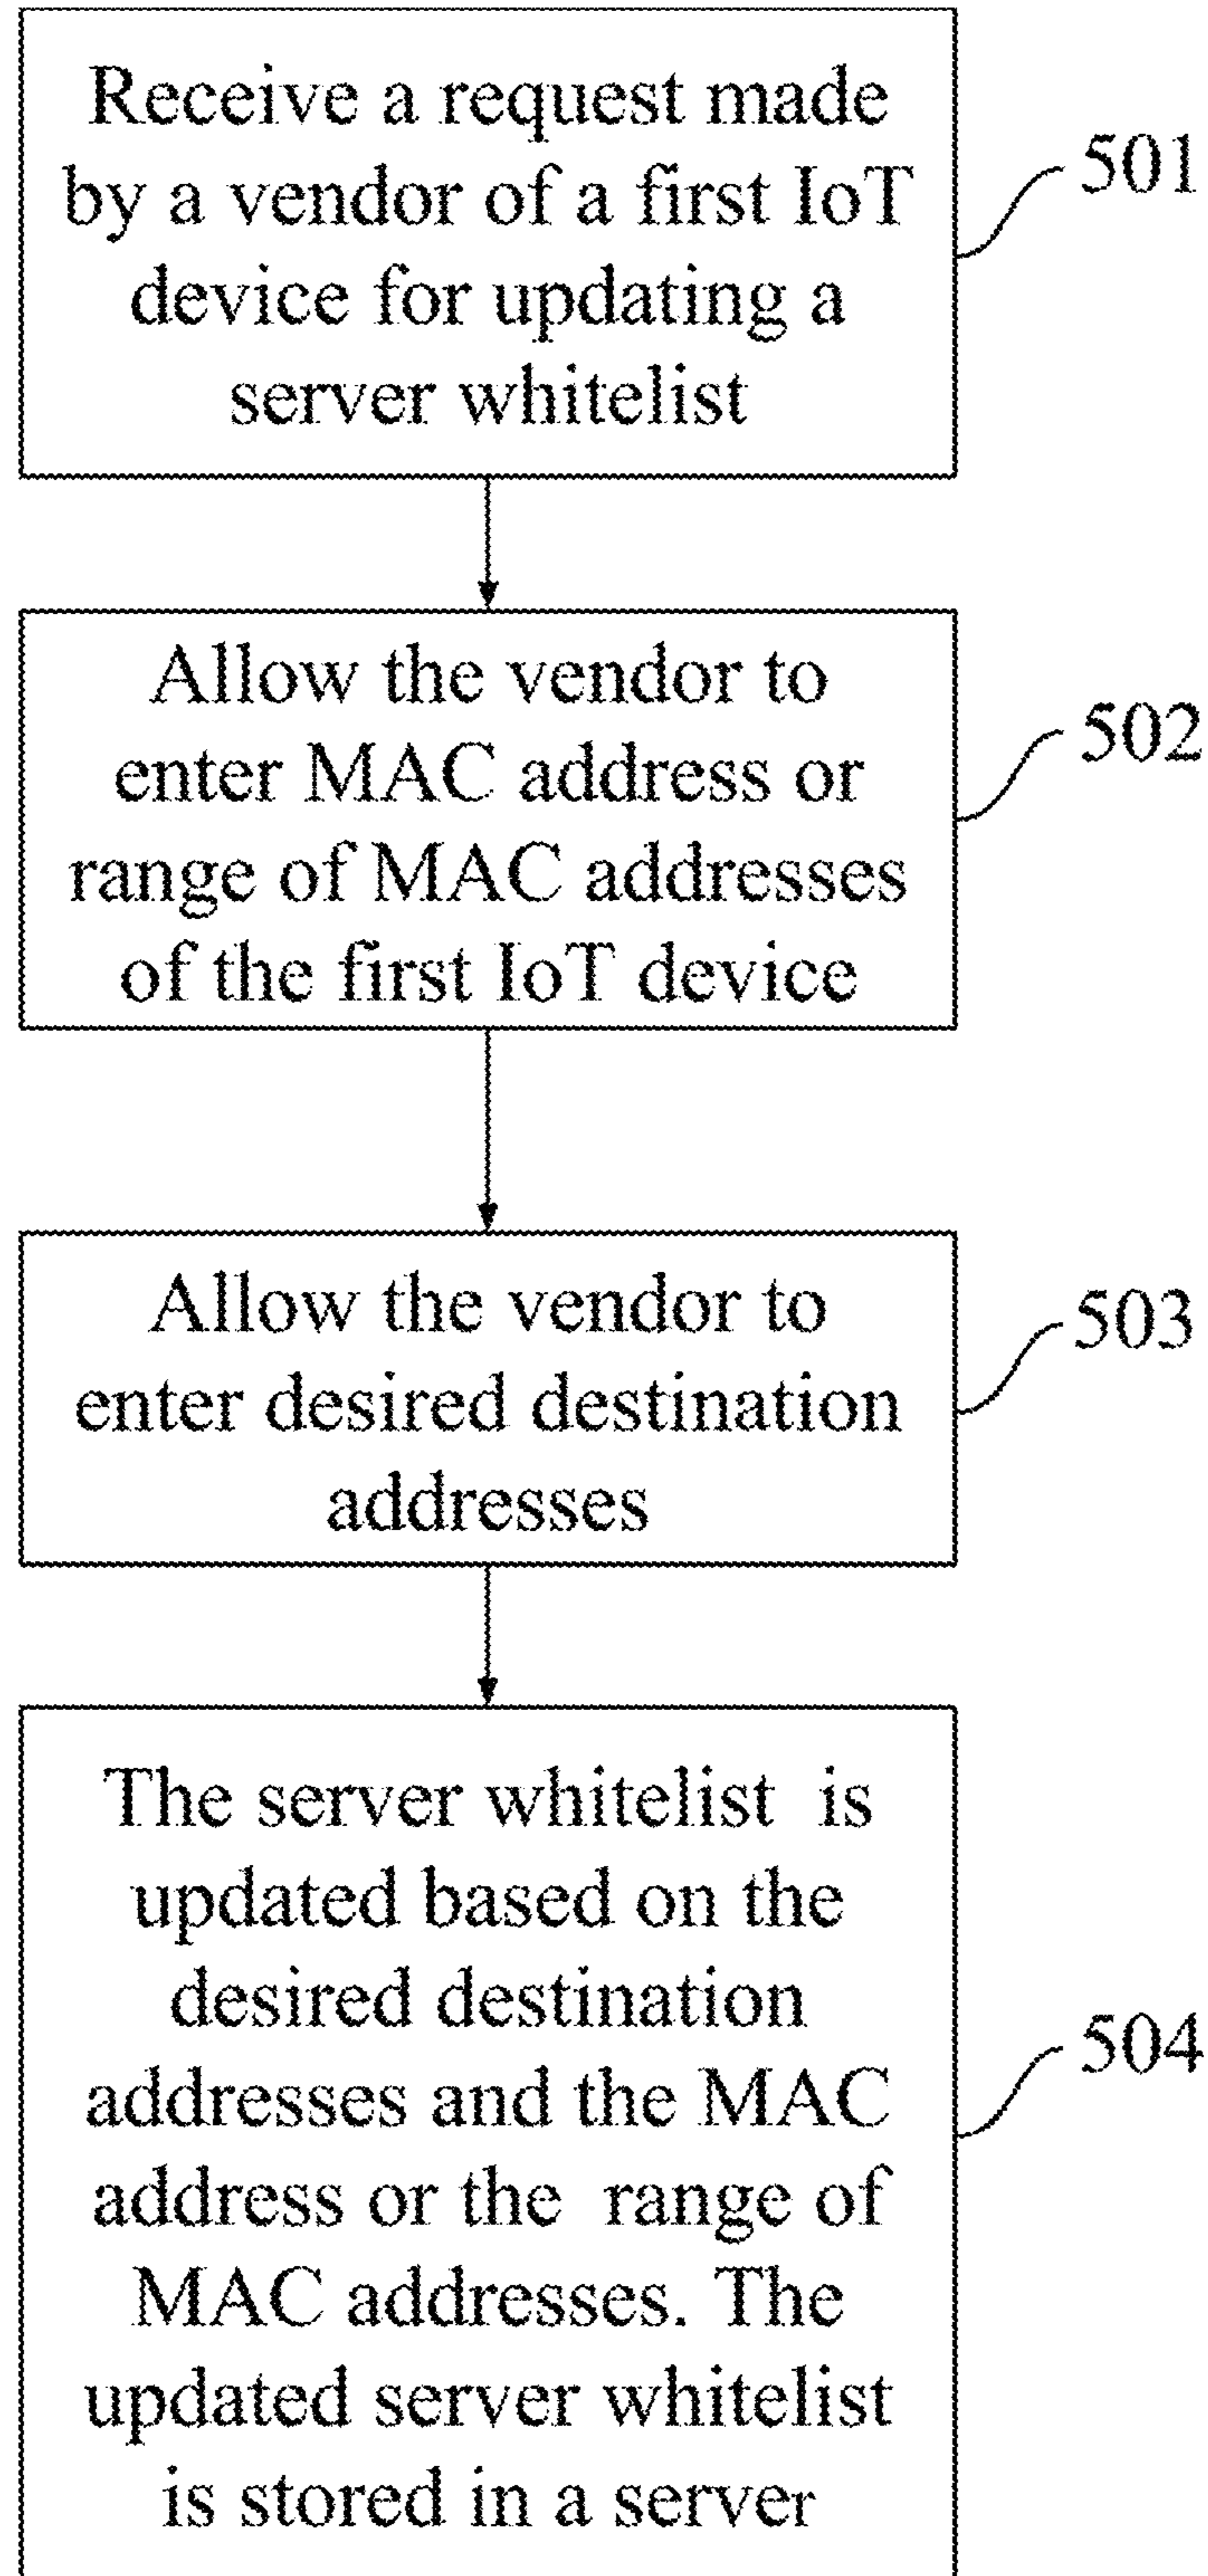 Receive a request made
by a vendor of a first IoT
device for updating a
server whitelist
501
Allow the vendor to
enter MAC address or
range of MAC addresses
of the first IoT device
502
Allow the vendor to
enter desired destination
addresses
503
The server whitelist is
updated based on the
desired destination
addresses and the MAC
address or the range of
MAC addresses. The
updated server whitelist
is stored in a server
504